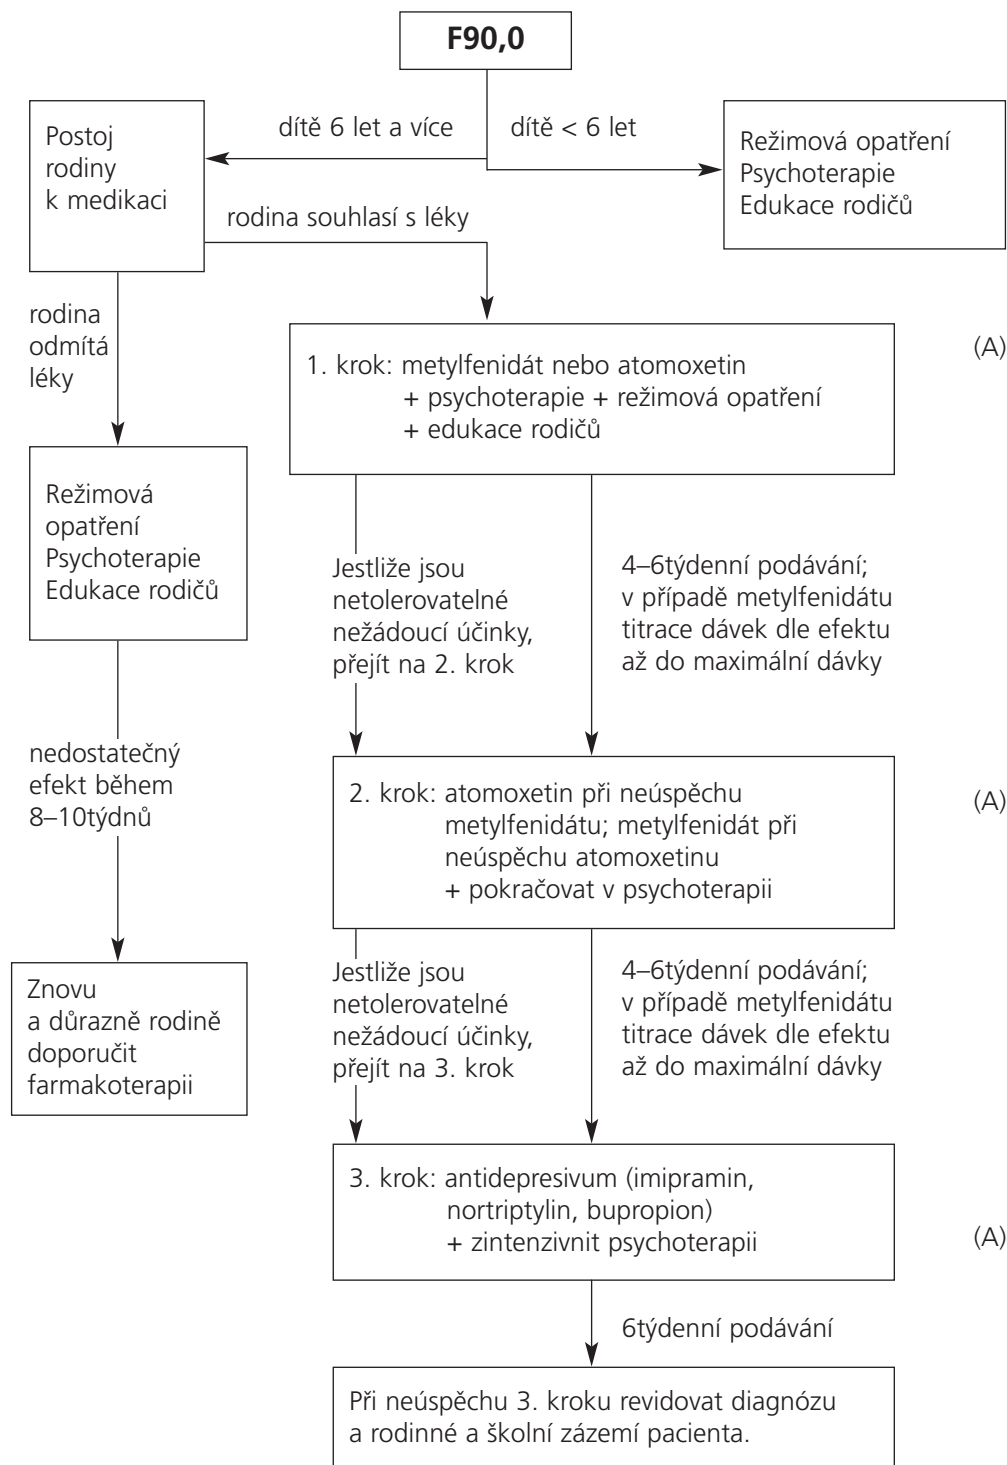 F90,0
dítě 6 let a více
dítě < 6 let
Postoj
rodiny
k medikaci
Režimová opatření
Psychoterapie
Edukace rodičů
rodina souhlasí s léky
rodina
odmítá
léky
1. krok: metylfenidát nebo atomoxetin
+ psychoterapie + režimová opatření
+ edukace rodičů
(A)
Režimová
opatření
Psychoterapie
Edukace rodičů
Jestliže jsou
netolerovatelné
nežádoucí účinky,
přejít na 2. krok
4–6týdenní podávání;
v případě metylfenidátu
titrace dávek dle efektu
až do maximální dávky
nedostatečný
efekt během
8–10týdnů
2. krok: atomoxetin při neúspěchu
metylfenidátu; metylfenidát při
neúspěchu atomoxetinu
+ pokračovat v psychoterapii
(A)
Znovu
a důrazně rodině
doporučit
farmakoterapii
Jestliže jsou
netolerovatelné
nežádoucí účinky,
přejít na 3. krok
4–6týdenní podávání;
v případě metylfenidátu
titrace dávek dle efektu
až do maximální dávky
3. krok: antidepresivum (imipramin,
nortriptylin, bupropion)
+ zintenzivnit psychoterapii
(A)
6týdenní podávání
Při neúspěchu 3. kroku revidovat diagnózu
a rodinné a školní zázemí pacienta.